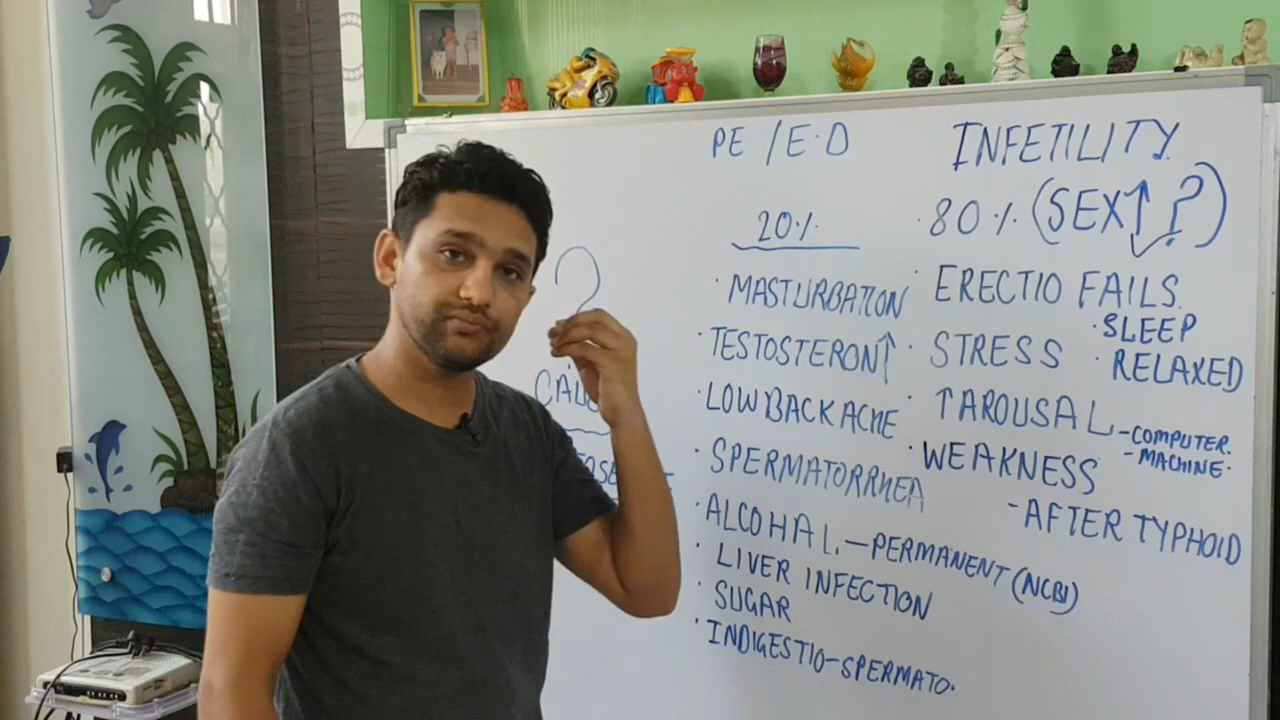 PE / E.D
20%
· MASTURBATION
· TESTOSTERON↑
· LOW BACK ACHE
· SPERMATORRHEA
· ALCOHAL. — PERMANENT (NCBI)
· LIVER INFECTION
· SUGAR
· INDIGESTIO-SPERMATO.
INFETILITY
· 80% (SEX↑ ?)
ERECTIO FAILS.
· STRESS
· SLEEP
· RELAXED
· ↑ AROUSAL
- COMPUTER.
- MACHINE.
· WEAKNESS
- AFTER TYPHOID
?